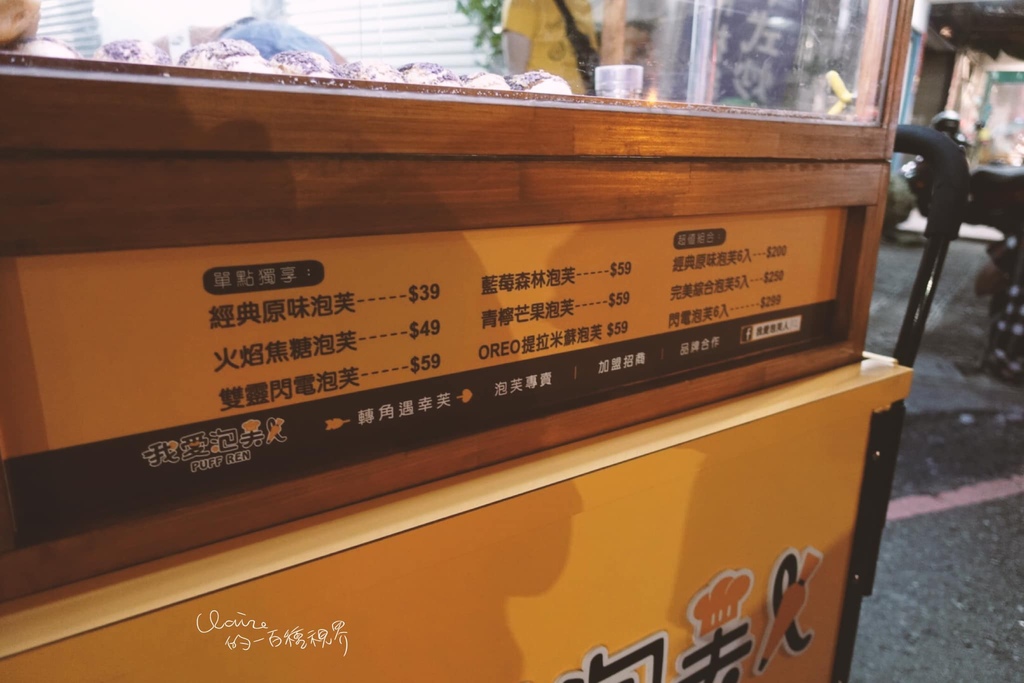 單點獨享：
經典原味泡芙-----$39
火焰焦糖泡芙-----$49
雙靈閃電泡芙-----$59
藍莓森林泡芙----$59
青檸芒果泡芙----$59
OREO提拉米蘇泡芙 $59
超值組合：
經典原味泡芙6入---$200
完美綜合泡芙5入---$250
閃電泡芙6入-----$299
我愛泡芙人
PUFF REN
轉角遇幸芙
泡芙專賣 | 加盟招商 | 品牌合作
f 我愛泡芙人
泡芙人
Claire
的一百種視界